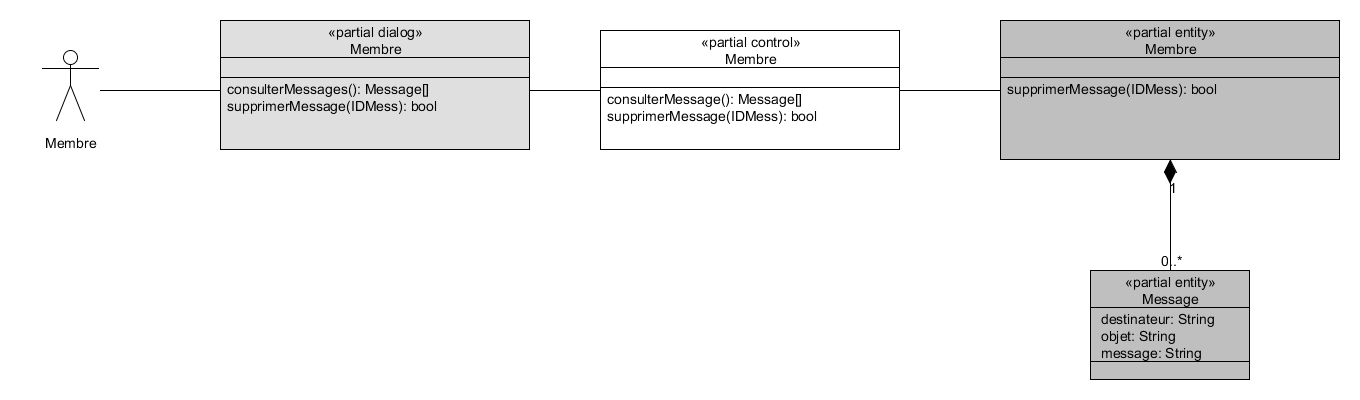 «partial dialog»
Membre
consulterMessages(): Message[]
supprimerMessage(IDMess): bool
«partial control»
Membre
consulterMessage(): Message[]
supprimerMessage(IDMess): bool
«partial entity»
Membre
supprimerMessage(IDMess): bool
Membre
1
0..*
«partial entity»
Message
destinateur: String
objet: String
message: String